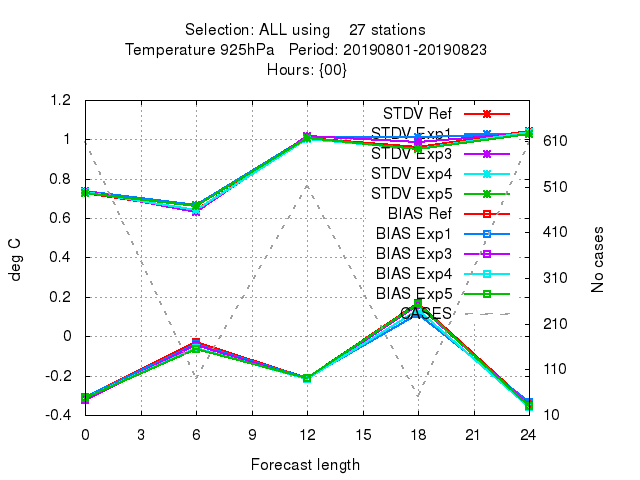 Selection: ALL using 27 stations
Temperature 925hPa Period: 20190801-20190823
Hours: {00}
1.2
1
0.8
0.6
0.4
0.2
0
-0.2
-0.4
deg C
STDV Ref
STDV Exp1
STDV Exp3
STDV Exp4
STDV Exp5
BIAS Ref
BIAS Exp1
BIAS Exp3
BIAS Exp4
BIAS Exp5
CASES
610
510
410
310
210
110
10
No cases
0 3 6 9 12 15 18 21 24
Forecast length